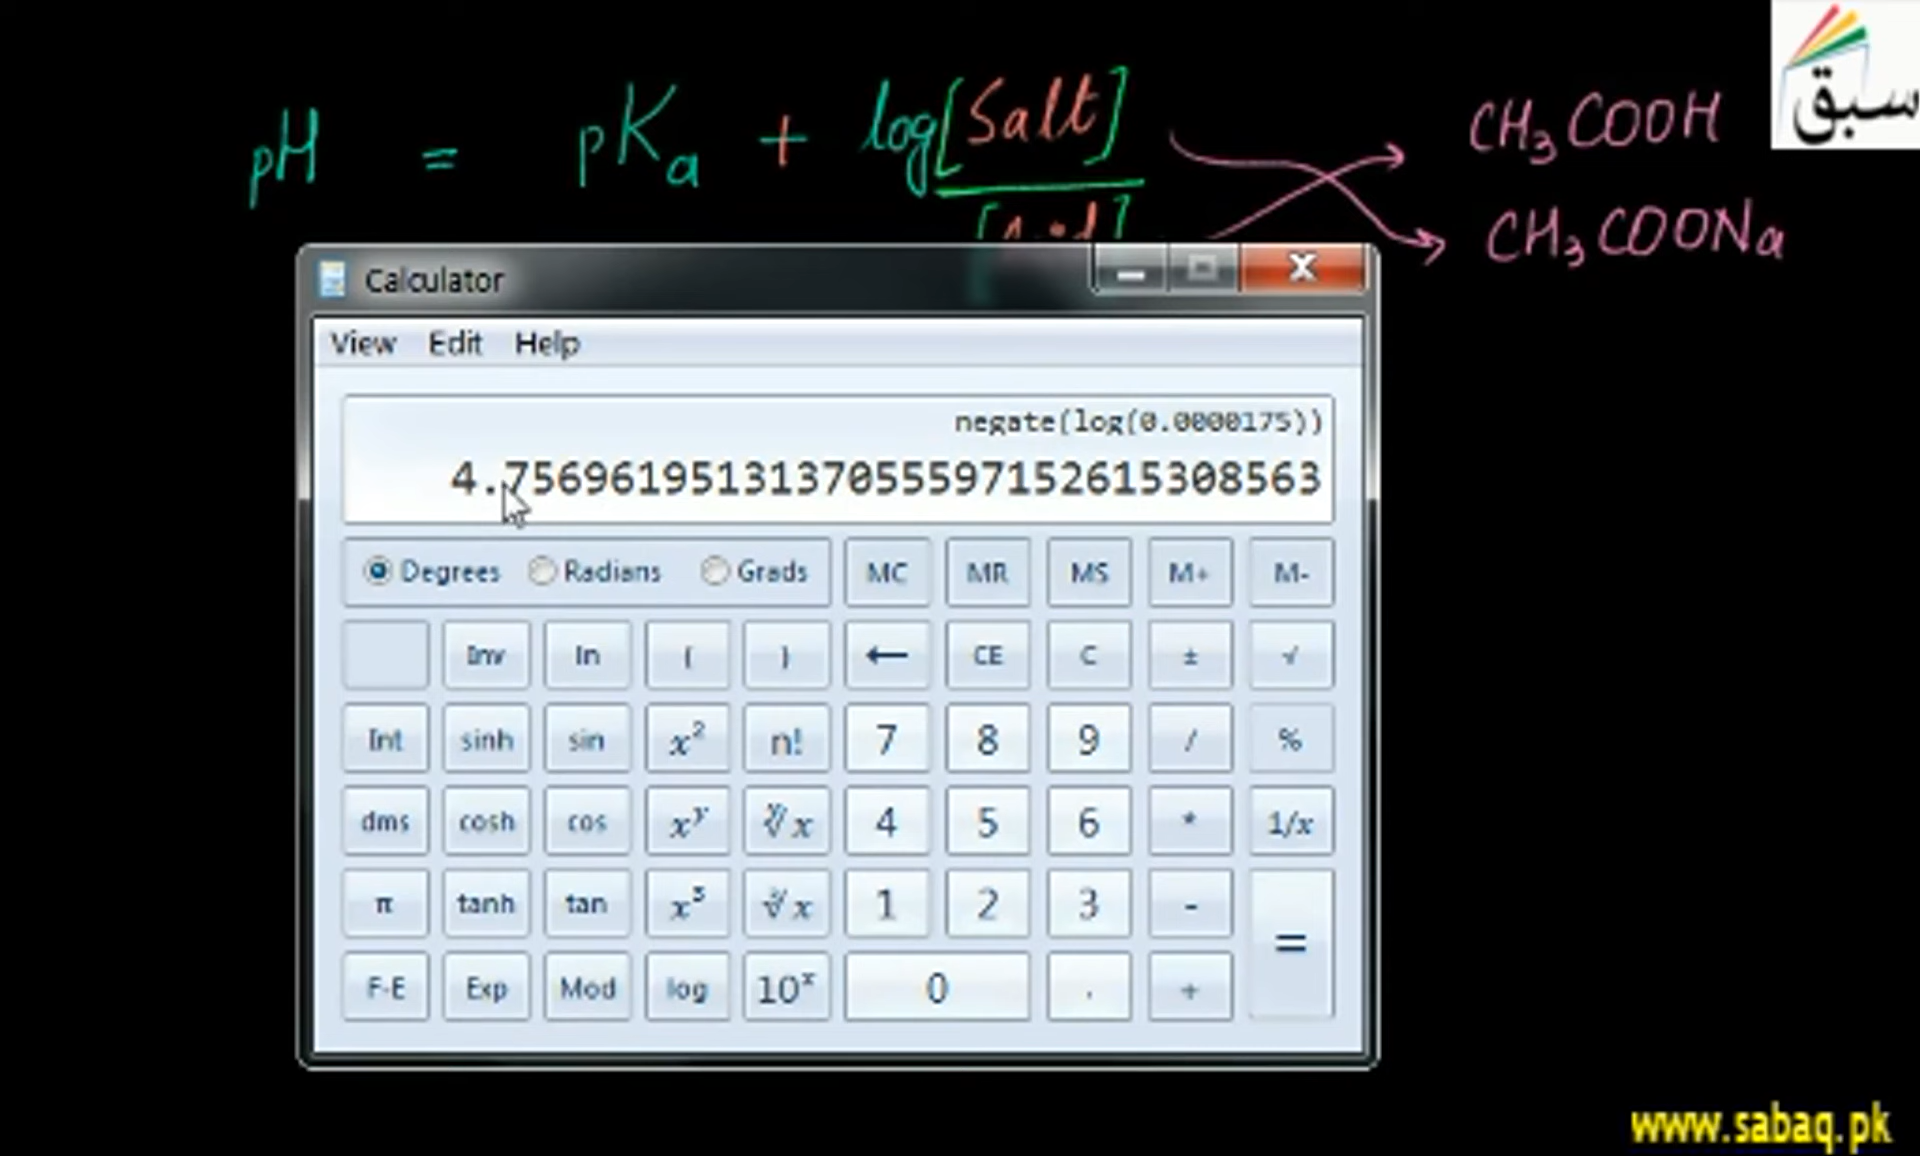 سبق
pH = pKa + log[Salt]
CH3COOH
CH3COONa
Calculator
View Edit Help
negate(log(0.0000175))
4.7569619513137055597152615308563
Degrees Radians Grads MC MR MS M+ M-
Inv ln ( ) ← CE C ± √
Int sinh sin x² n! 7 8 9 / %
dms cosh cos xʸ ʸ√x 4 5 6 * 1/x
π tanh tan x³ ³√x 1 2 3 -
F-E Exp Mod log 10ˣ 0 . + =
www.sabaq.pk